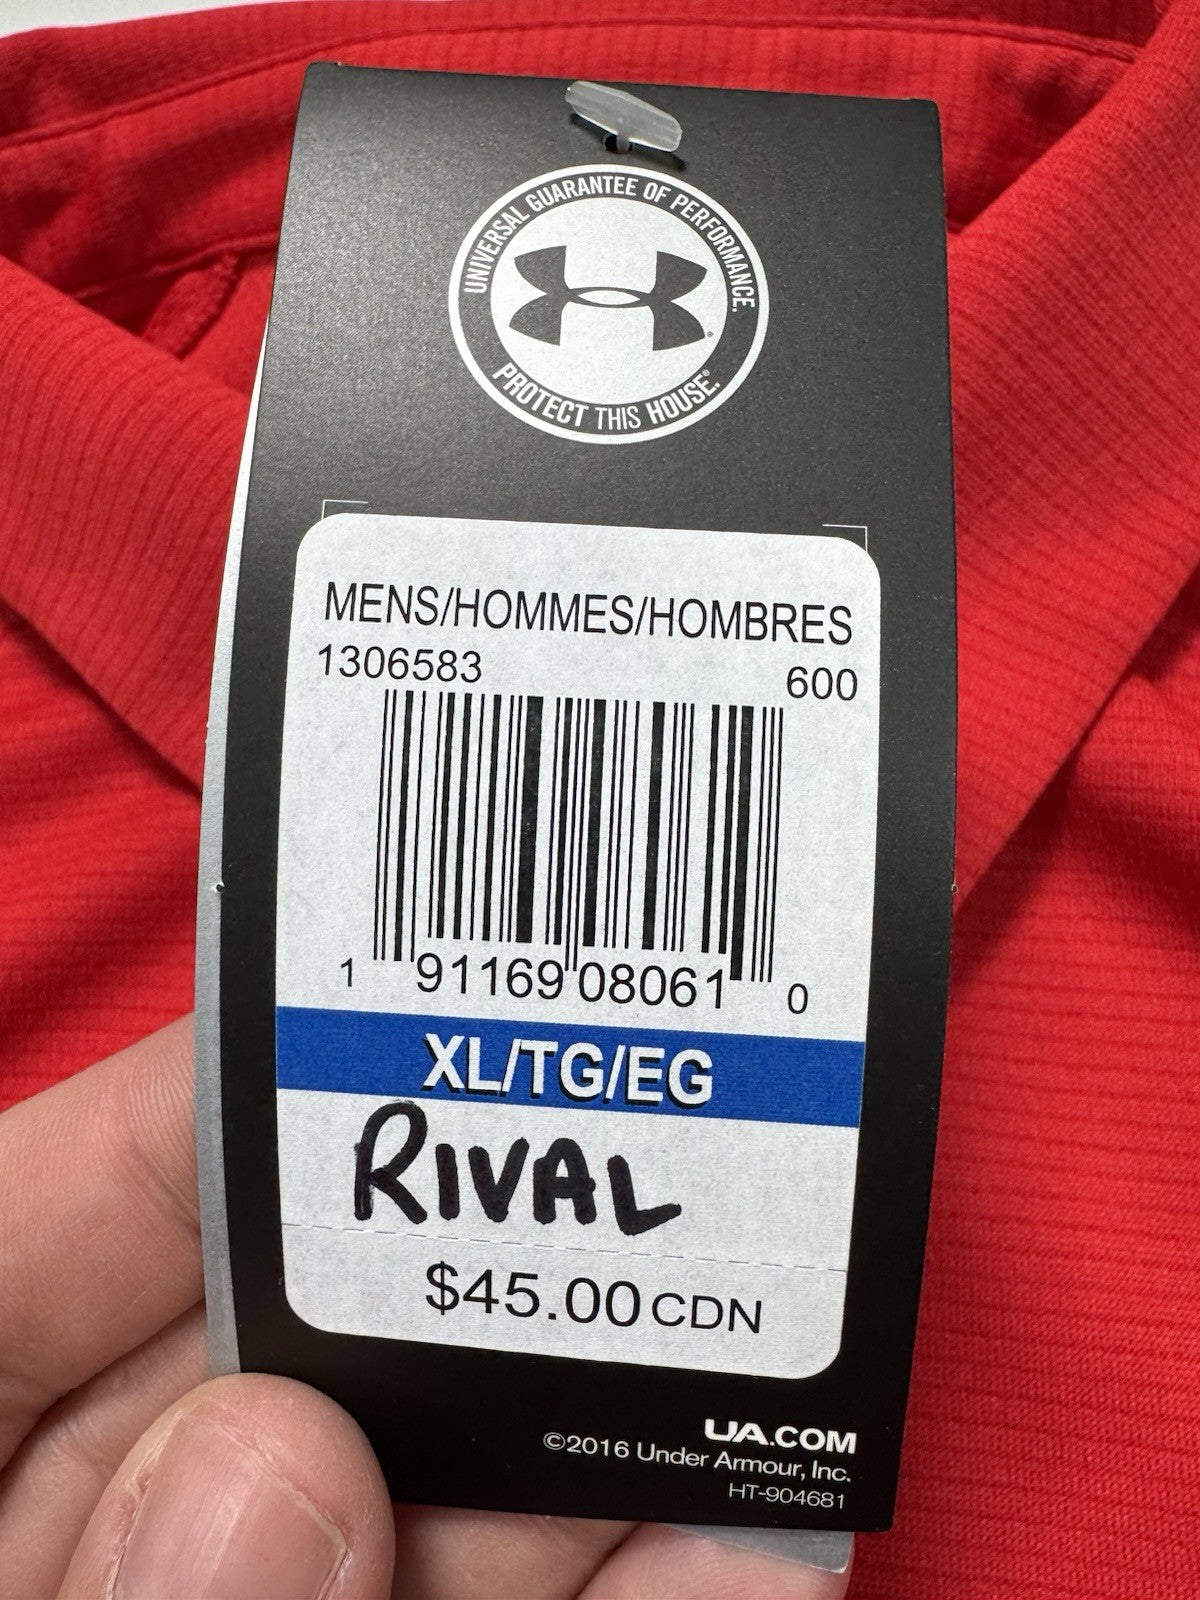 UNIVERSAL GUARANTEE OF PERFORMANCE.
PROTECT THIS HOUSE.®
MENS/HOMMES/HOMBRES
1306583 600
1 91169 08061 0
XL/TG/EG
RIVAL
$45.00 CDN
UA.COM
©2016 Under Armour, Inc.
HT-904681